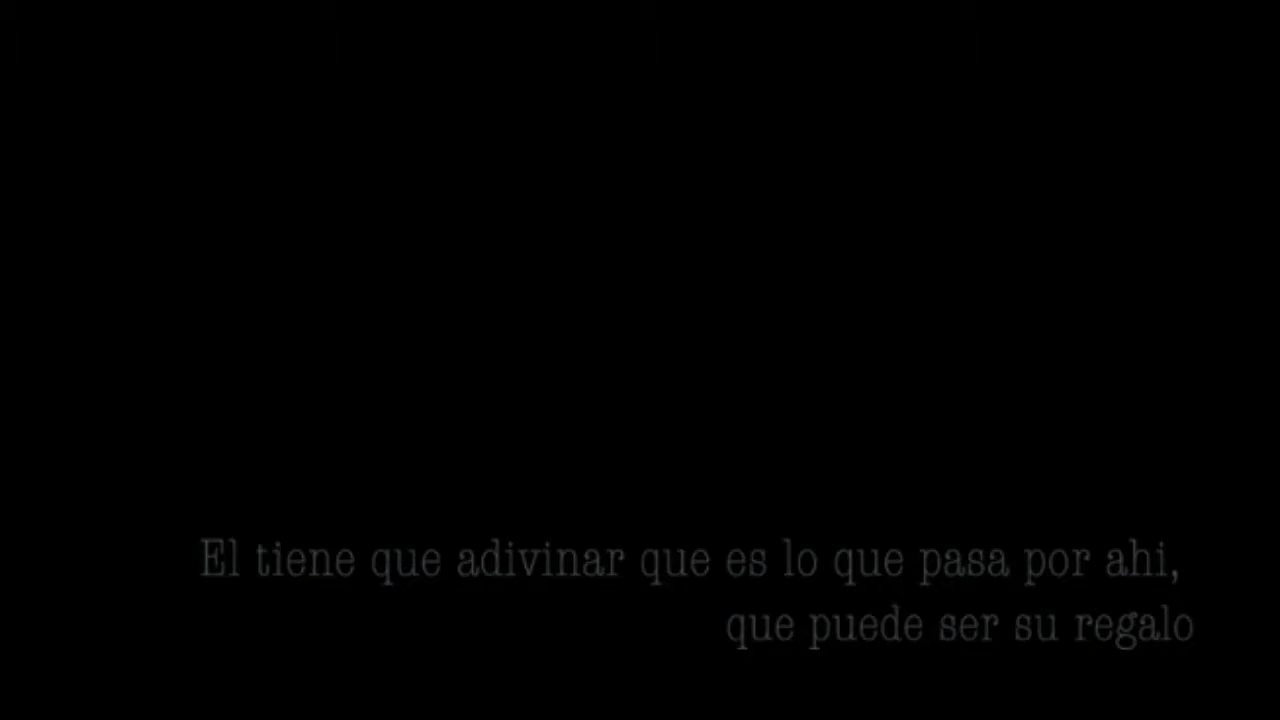 El tiene que adivinar que es lo que pasa por ahi,
que puede ser su regalo